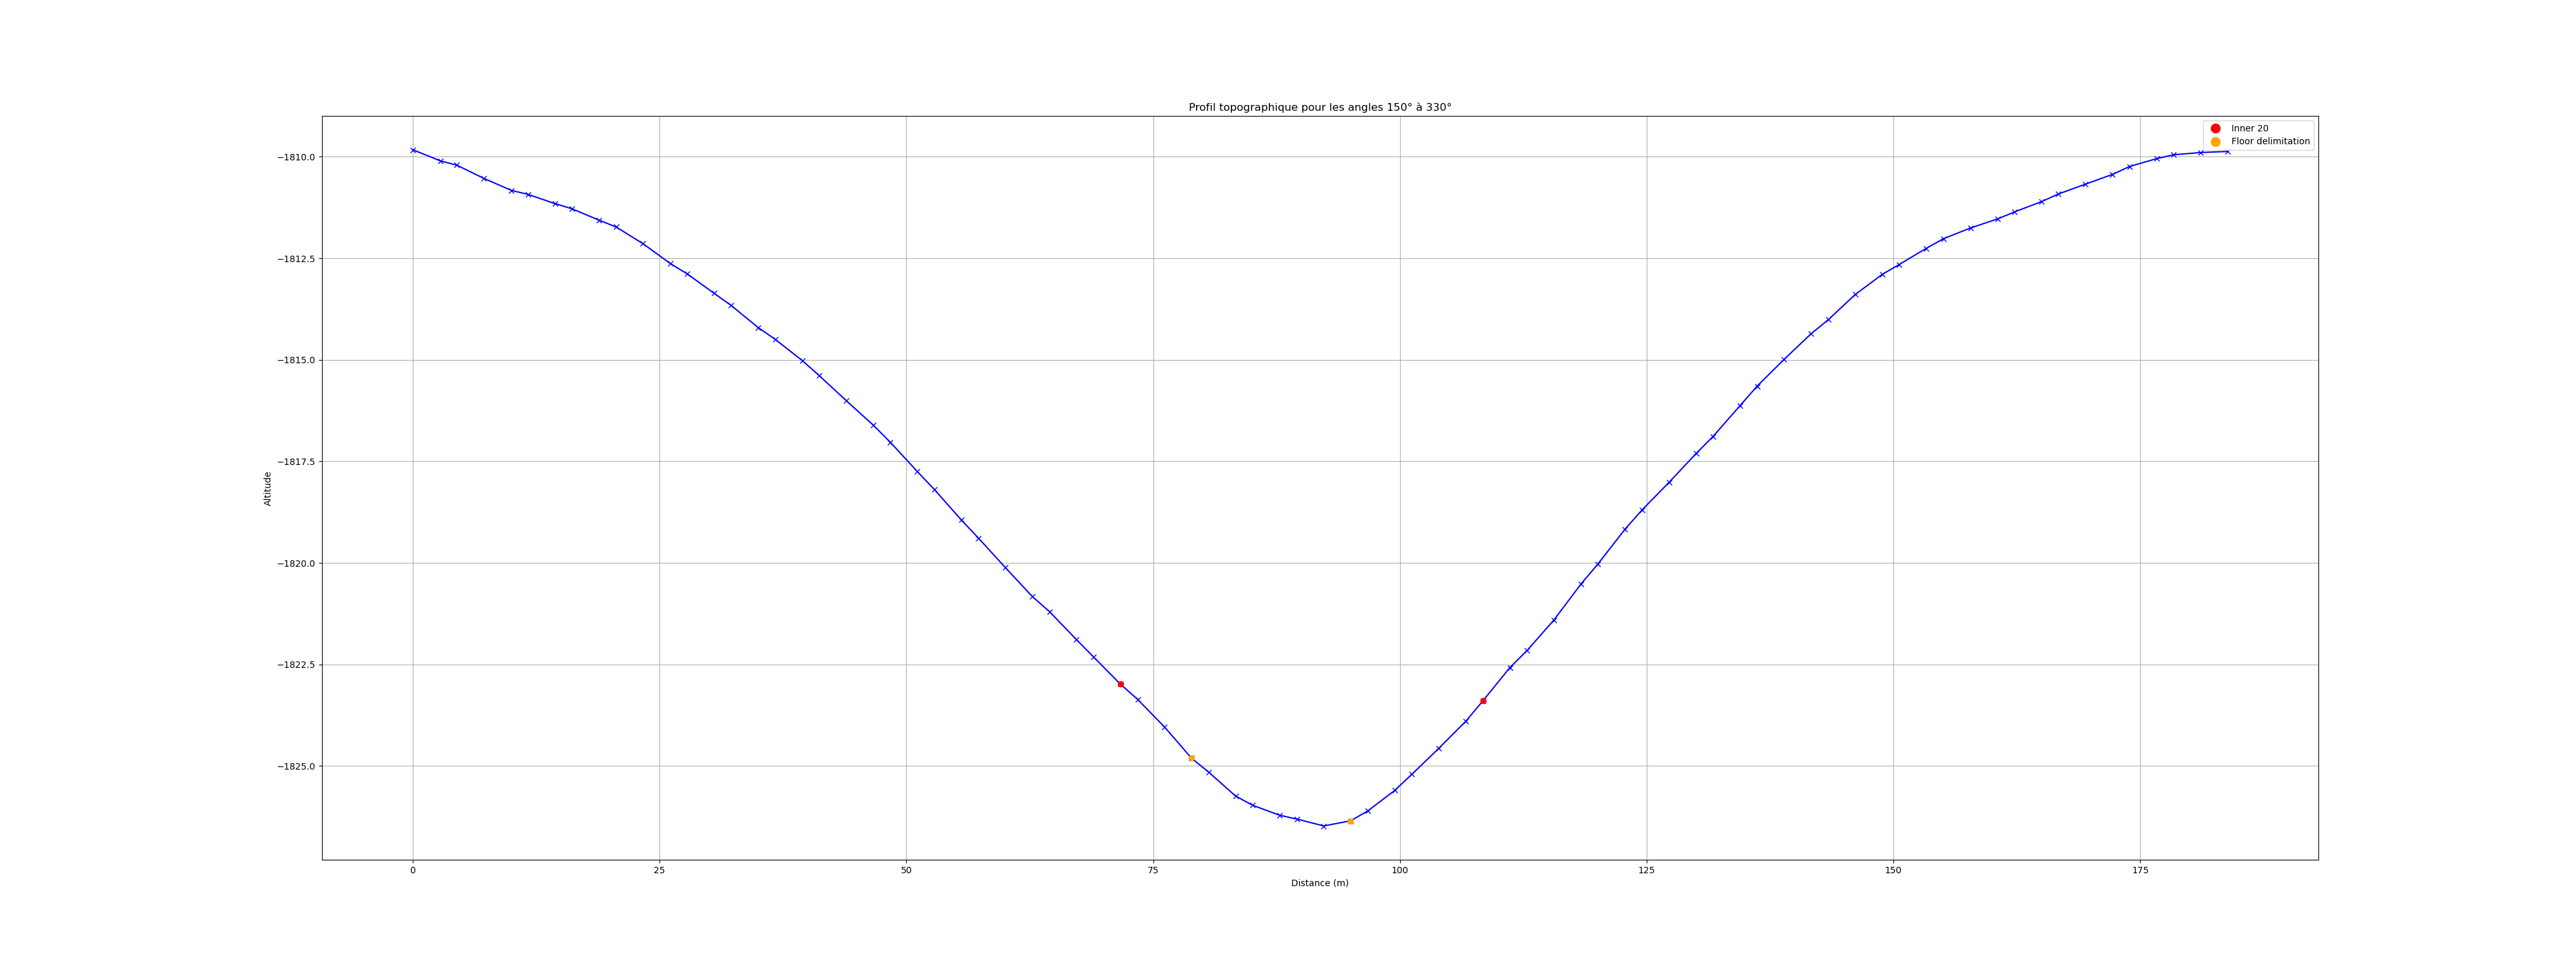 Profil topographique pour les angles 150° à 330°
Inner 20
Floor delimitation
Altitude
−1810.0
−1812.5
−1815.0
−1817.5
−1820.0
−1822.5
−1825.0
0 25 50 75 100 125 150 175
Distance (m)